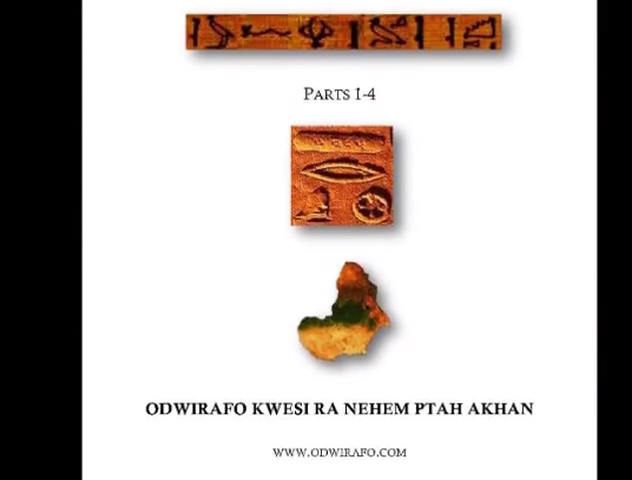 PARTS 1-4
ODWIRAFO KWESI RA NEHEM PTAH AKHAN
WWW.ODWIRAFO.COM